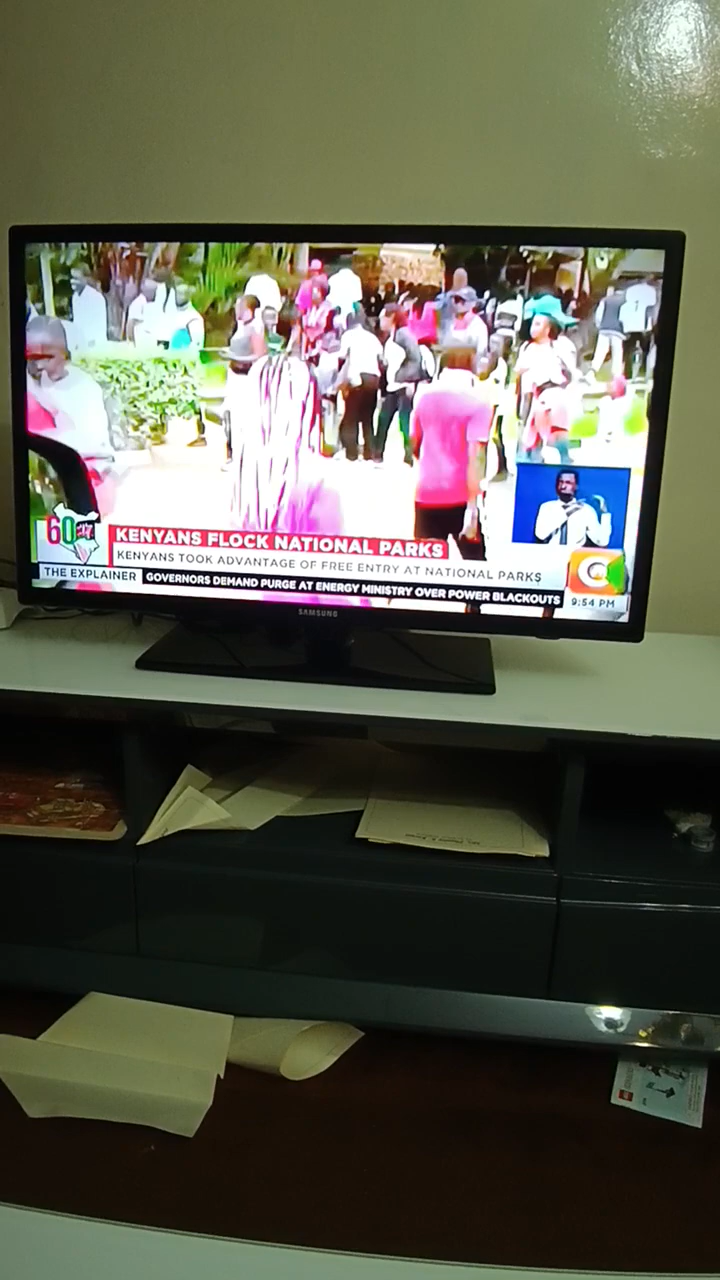 60
KENYANS FLOCK NATIONAL PARKS
KENYANS TOOK ADVANTAGE OF FREE ENTRY AT NATIONAL PARKS
THE EXPLAINER
GOVERNORS DEMAND PURGE AT ENERGY MINISTRY OVER POWER BLACKOUTS
9:54 PM
SAMSUNG